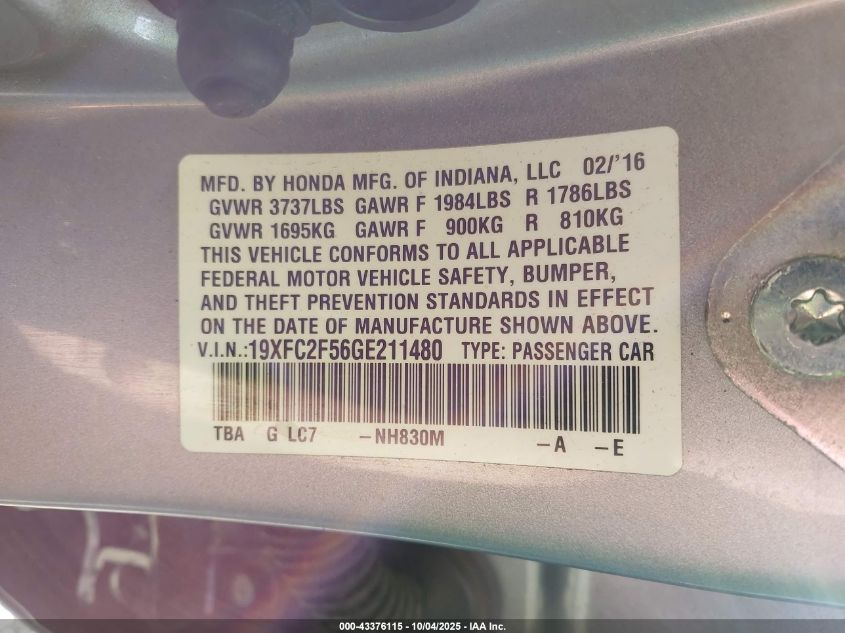 MFD. BY HONDA MFG. OF INDIANA, LLC 02/'16
GVWR 3737LBS GAWR F 1984LBS R 1786LBS
GVWR 1695KG GAWR F 900KG R 810KG
THIS VEHICLE CONFORMS TO ALL APPLICABLE
FEDERAL MOTOR VEHICLE SAFETY, BUMPER,
AND THEFT PREVENTION STANDARDS IN EFFECT
ON THE DATE OF MANUFACTURE SHOWN ABOVE.
V.I.N.:19XFC2F56GE211480 TYPE: PASSENGER CAR
TBA G LC7 -NH830M -A -E
000-43376115 - 10/04/2025 - IAA Inc.